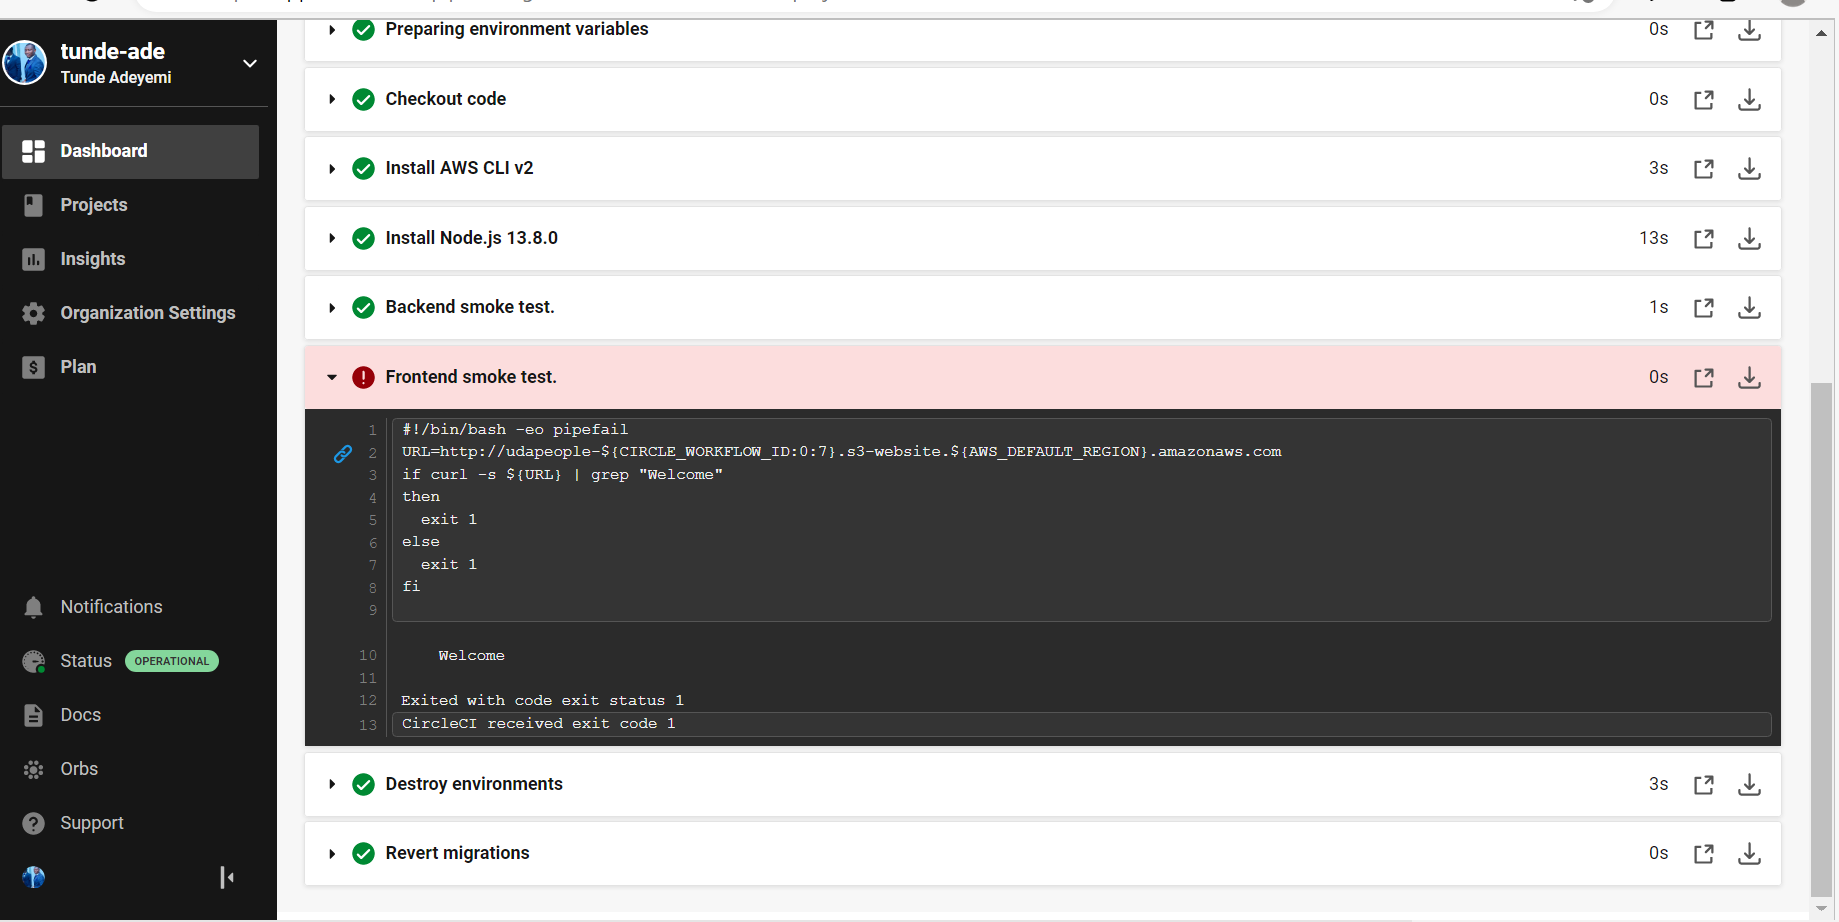 tunde-ade
Tunde Adeyemi
Dashboard
Projects
Insights
Organization Settings
Plan
Notifications
Status OPERATIONAL
Docs
Orbs
Support
Preparing environment variables 0s
Checkout code 0s
Install AWS CLI v2 3s
Install Node.js 13.8.0 13s
Backend smoke test. 1s
Frontend smoke test. 0s
1 #!/bin/bash -eo pipefail
2 URL=http://udapeople-${CIRCLE_WORKFLOW_ID:0:7}.s3-website.${AWS_DEFAULT_REGION}.amazonaws.com
3 if curl -s ${URL} | grep "Welcome"
4 then
5 exit 1
6 else
7 exit 1
8 fi
9
10 Welcome
11
12 Exited with code exit status 1
13 CircleCI received exit code 1
Destroy environments 3s
Revert migrations 0s